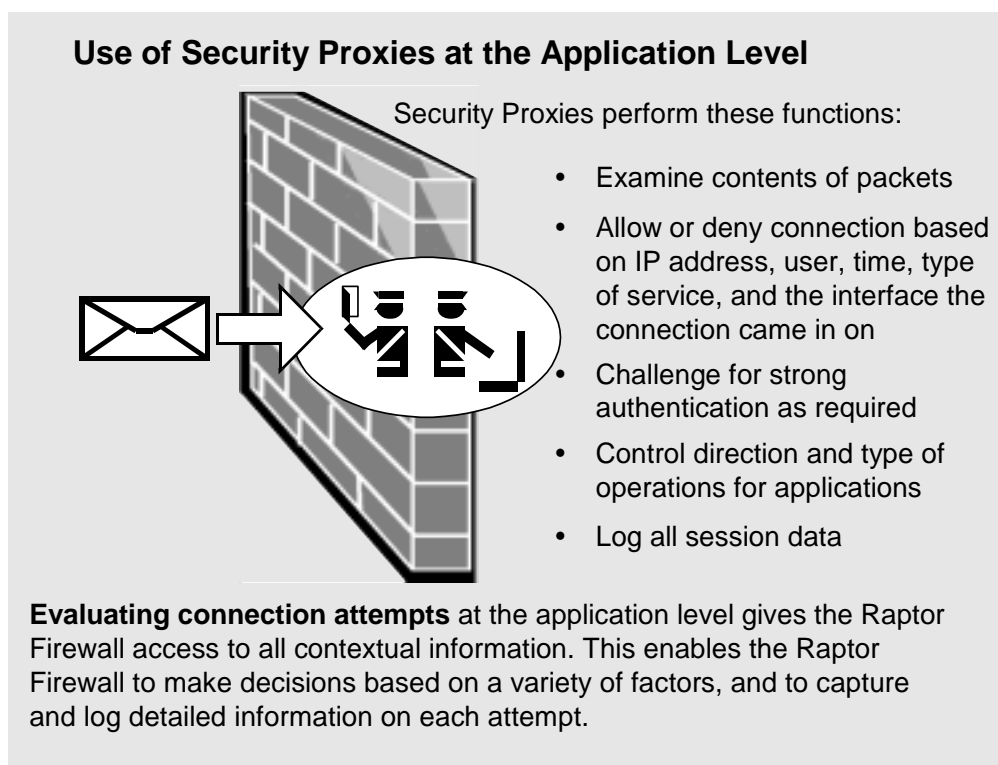 Use of Security Proxies at the Application Level
Security Proxies perform these functions:
• Examine contents of packets
• Allow or deny connection based
on IP address, user, time, type
of service, and the interface the
connection came in on
• Challenge for strong
authentication as required
• Control direction and type of
operations for applications
• Log all session data
Evaluating connection attempts at the application level gives the Raptor
Firewall access to all contextual information. This enables the Raptor
Firewall to make decisions based on a variety of factors, and to capture
and log detailed information on each attempt.